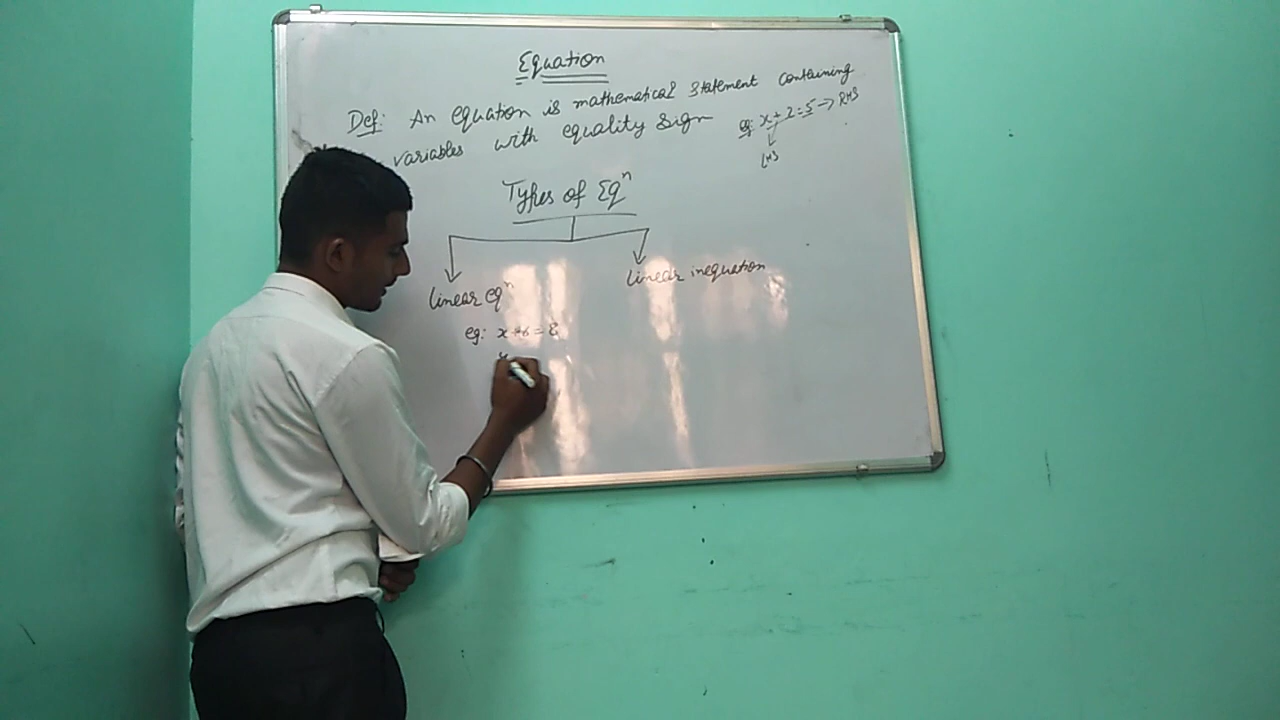 Equation
Def: An equation is mathematical statement containing
variables with equality sign
eg: x + 2 = 5 → RHS
LHS
Types of Eqⁿ
linear eqⁿ
linear inequation
eg: x + 6 = 8